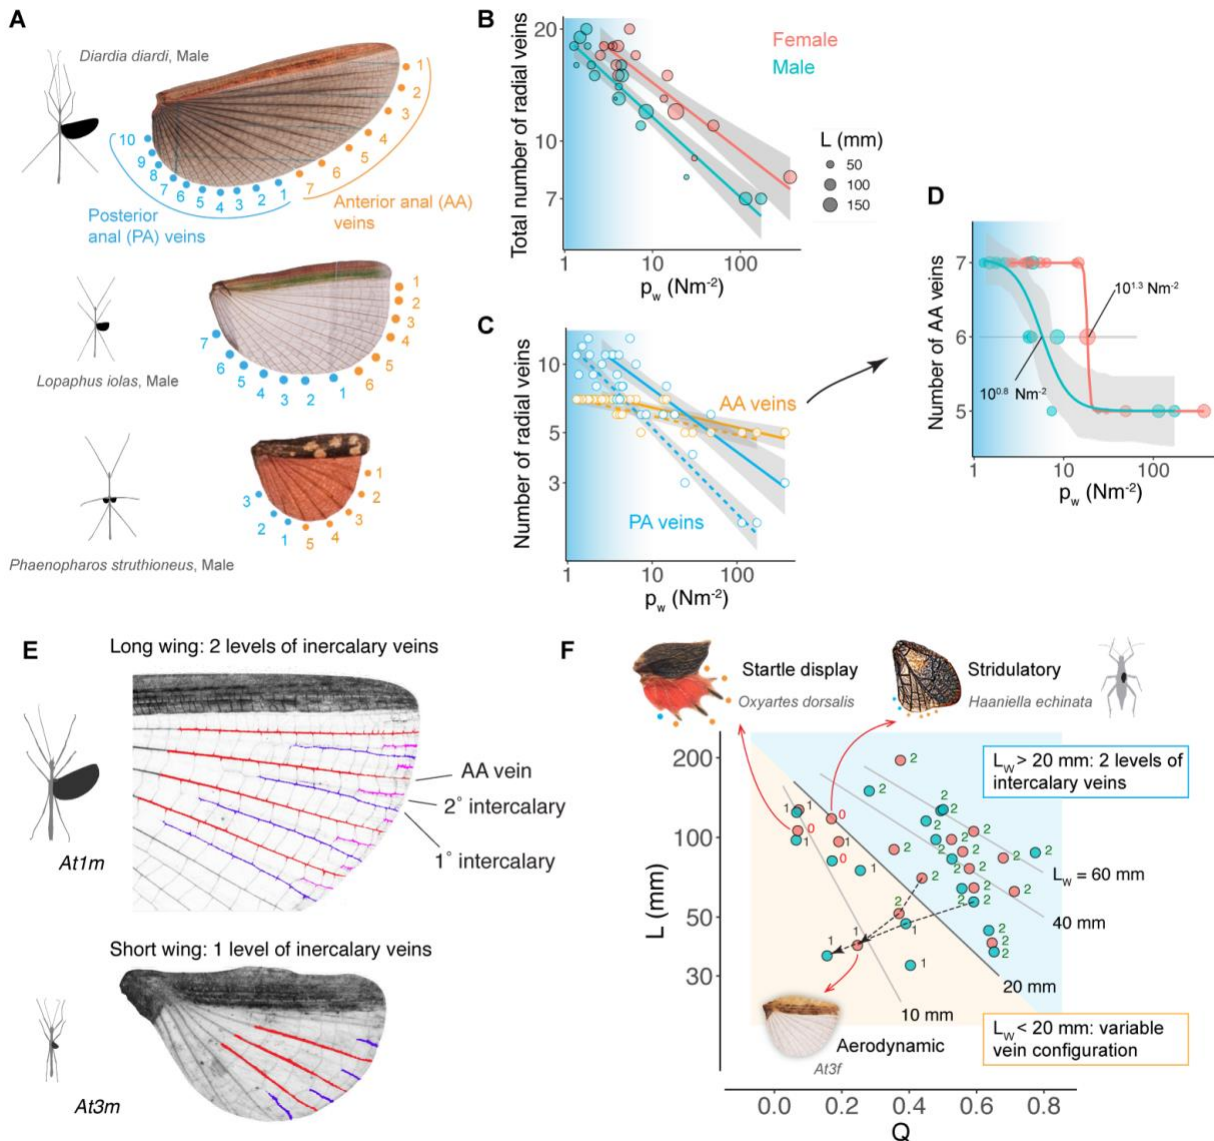 A
Diardia diardi, Male
1
2
3
4
5
6
7
10
9
8
7
6
5
4
3
2
1
Posterior
anal (PA) veins
Anterior anal (AA)
veins
Lopaphus iolas, Male
1
2
3
4
5
6
7
6
5
4
3
2
1
Phaenopharos struthioneus, Male
1
2
3
4
5
3
2
1
B
Total number of radial veins
20
10
7
1
10
100
p_w (Nm⁻²)
Female
Male
L (mm)
50
100
150
C
Number of radial veins
10
5
3
1
10
100
p_w (Nm⁻²)
AA veins
PA veins
D
Number of AA veins
7
6
5
1
10
100
p_w (Nm⁻²)
10^1.3 Nm⁻²
10^0.8 Nm⁻²
E
Long wing: 2 levels of inercalary veins
At1m
AA vein
2° intercalary
1° intercalary
Short wing: 1 level of inercalary veins
At3m
F
Startle display
Oxyartes dorsalis
Stridulatory
Haaniella echinata
L_W > 20 mm: 2 levels of
intercalary veins
L (mm)
200
100
50
30
L_W = 60 mm
40 mm
20 mm
10 mm
L_W < 20 mm: variable
vein configuration
Aerodynamic
At3f
0.0
0.2
0.4
0.6
0.8
Q